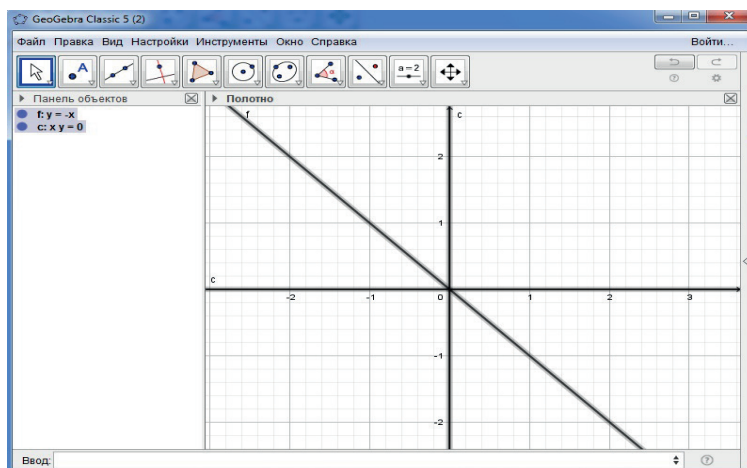 GeoGebra Classic 5 (2)
Файл Правка Вид Настройки Инструменты Окно Справка Войти...
A
α
a=2
Панель объектов
Полотно
f: y = -x
c: x y = 0
f
c
2
1
c
-2 -1 0 1 2 3
-1
-2
Ввод: